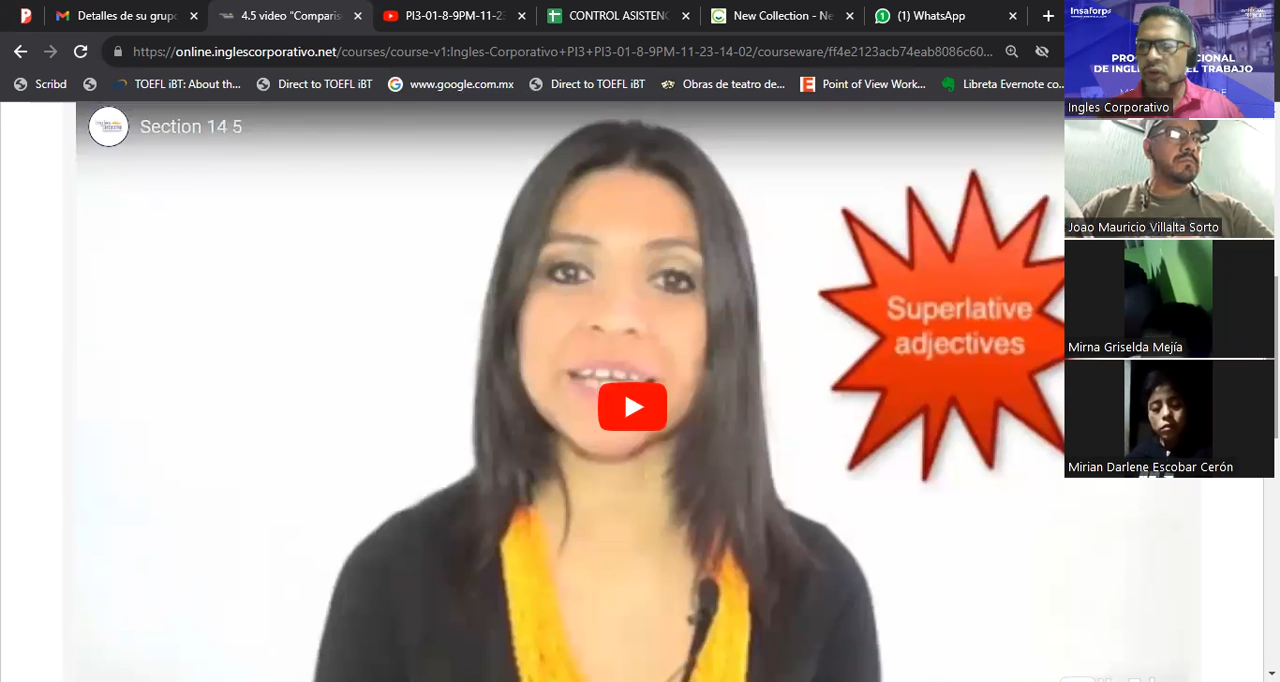 Detalles de su grupo
4.5 video "Comparis
PI3-01-8-9PM-11-23
CONTROL ASISTENC
New Collection - Ne
(1) WhatsApp
https://online.inglescorporativo.net/courses/course-v1:Ingles-Corporativo+PI3+PI3-01-8-9PM-11-23-14-02/courseware/ff4e2123acb74eab8086c60...
Scribd
TOEFL iBT: About th...
Direct to TOEFL iBT
www.google.com.mx
Direct to TOEFL iBT
Obras de teatro de...
Point of View Work...
Libreta Evernote co...
Section 14 5
Superlative
adjectives
Insaforp
Ingles Corporativo
Joao Mauricio Villalta Sorto
Mirna Griselda Mejía
Mirian Darlene Escobar Cerón